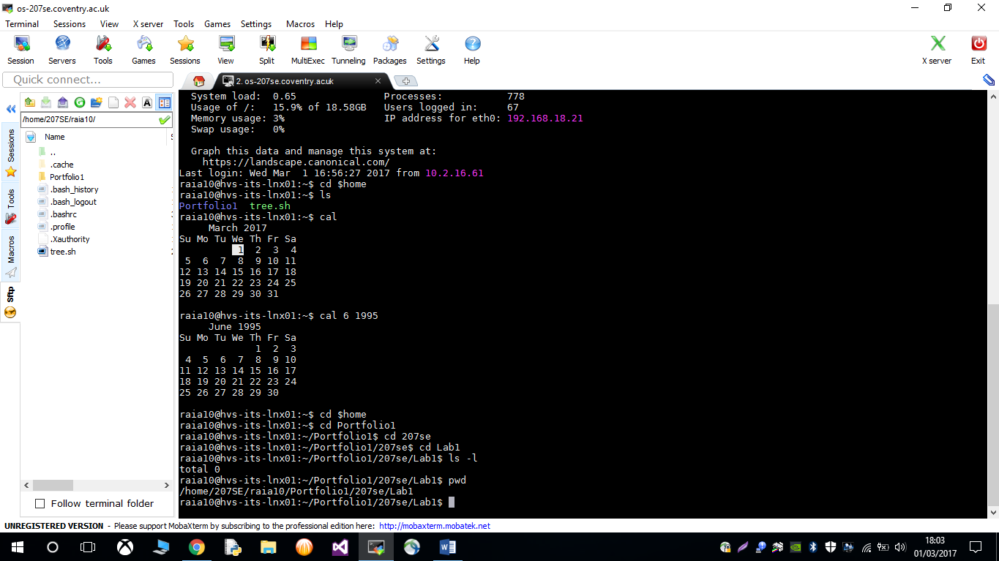 os-207se.coventry.ac.uk
Terminal Sessions View X server Tools Games Settings Macros Help
Session Servers Tools Games Sessions View Split MultiExec Tunneling Packages Settings Help X server Exit
Quick connect...
2. os-207se.coventry.ac.uk
/home/207SE/raia10/
Name
..
.cache
Portfolio1
.bash_history
.bash_logout
.bashrc
.profile
.Xauthority
tree.sh
Sessions
Tools
Macros
Sftp
Follow terminal folder
System load: 0.65 Processes: 778
Usage of /: 15.9% of 18.58GB Users logged in: 67
Memory usage: 3% IP address for eth0: 192.168.18.21
Swap usage: 0%
Graph this data and manage this system at:
https://landscape.canonical.com/
Last login: Wed Mar 1 16:56:27 2017 from 10.2.16.61
raia10@hvs-its-lnx01:~$ cd $home
raia10@hvs-its-lnx01:~$ ls
Portfolio1 tree.sh
raia10@hvs-its-lnx01:~$ cal
March 2017
Su Mo Tu We Th Fr Sa
1 2 3 4
5 6 7 8 9 10 11
12 13 14 15 16 17 18
19 20 21 22 23 24 25
26 27 28 29 30 31
raia10@hvs-its-lnx01:~$ cal 6 1995
June 1995
Su Mo Tu We Th Fr Sa
1 2 3
4 5 6 7 8 9 10
11 12 13 14 15 16 17
18 19 20 21 22 23 24
25 26 27 28 29 30
raia10@hvs-its-lnx01:~$ cd $home
raia10@hvs-its-lnx01:~$ cd Portfolio1
raia10@hvs-its-lnx01:~/Portfolio1$ cd 207se
raia10@hvs-its-lnx01:~/Portfolio1/207se$ cd Lab1
raia10@hvs-its-lnx01:~/Portfolio1/207se/Lab1$ ls -l
total 0
raia10@hvs-its-lnx01:~/Portfolio1/207se/Lab1$ pwd
/home/207SE/raia10/Portfolio1/207se/Lab1
raia10@hvs-its-lnx01:~/Portfolio1/207se/Lab1$
UNREGISTERED VERSION - Please support MobaXterm by subscribing to the professional edition here: http://mobaxterm.mobatek.net
18:03
01/03/2017